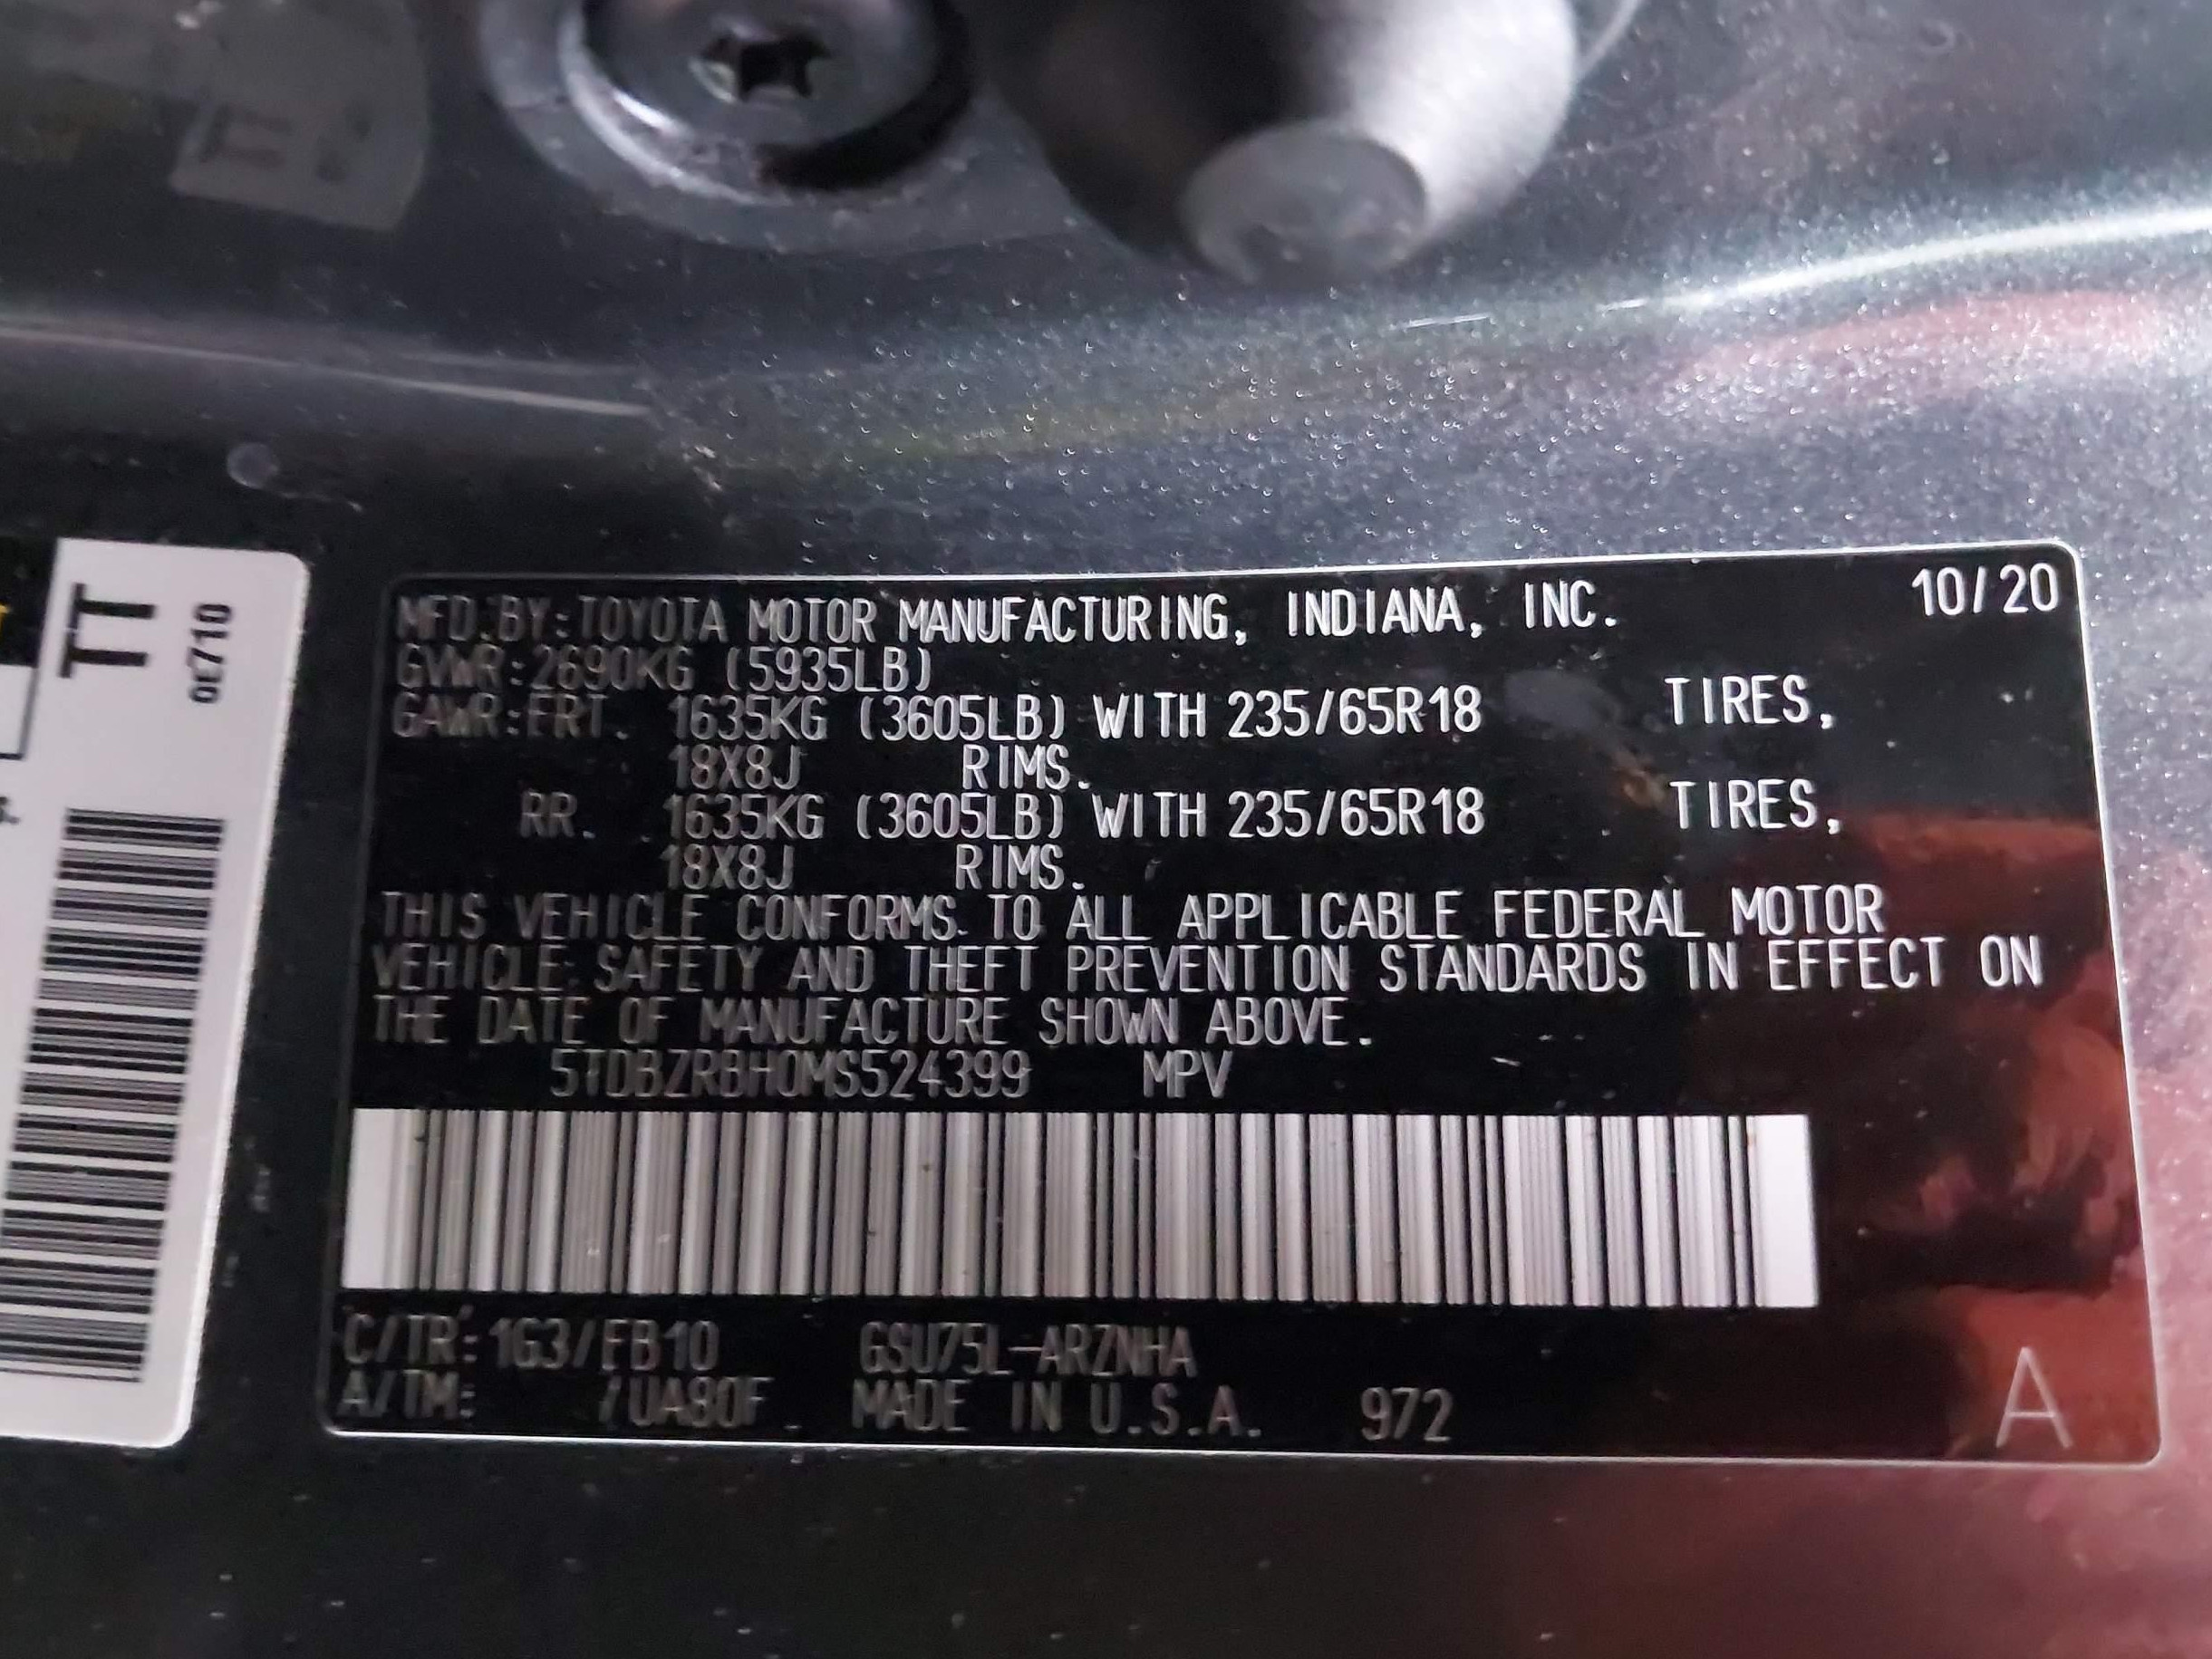 TT
0E710
MFD.BY:TOYOTA MOTOR MANUFACTURING, INDIANA, INC. 10/20
GVWR:2690KG (5935LB)
GAWR:FRT. 1635KG (3605LB) WITH 235/65R18 TIRES,
18X8J RIMS.
RR. 1635KG (3605LB) WITH 235/65R18 TIRES,
18X8J RIMS.
THIS VEHICLE CONFORMS TO ALL APPLICABLE FEDERAL MOTOR
VEHICLE SAFETY AND THEFT PREVENTION STANDARDS IN EFFECT ON
THE DATE OF MANUFACTURE SHOWN ABOVE.
5TDBZRBH0MS524399 MPV
C/TR:1G3/FB10 GSU75L-ARZNHA
A/TM: /UA80F MADE IN U.S.A. 972
A